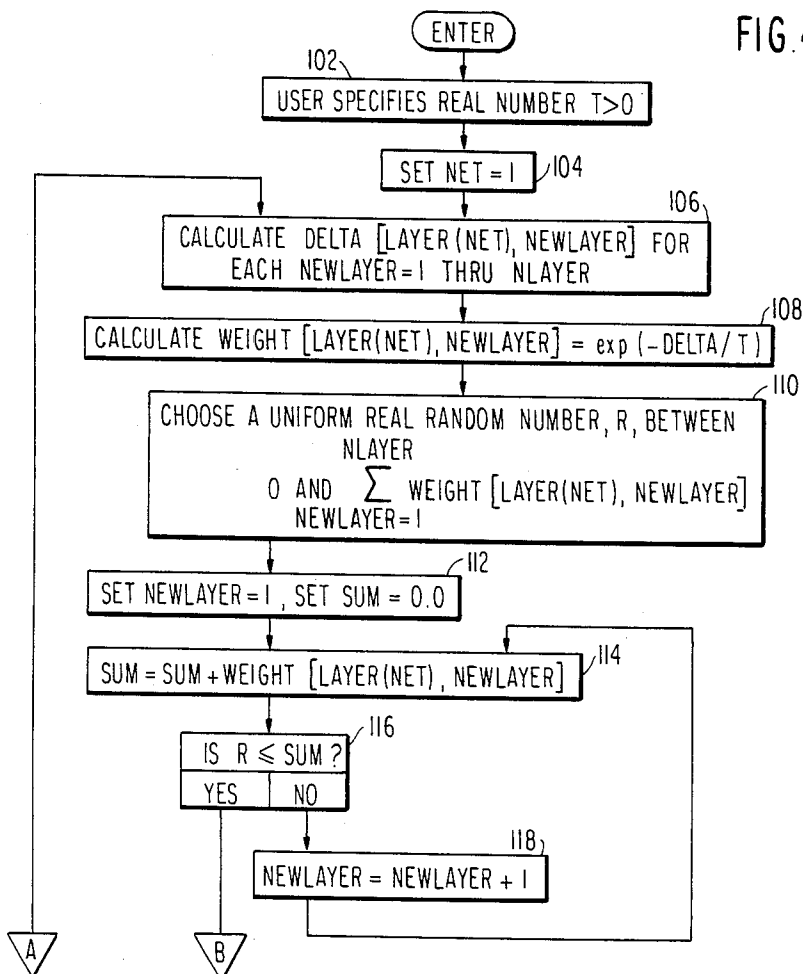 ENTER
FIG.
102
USER SPECIFIES REAL NUMBER T>0
SET NET = 1
104
106
CALCULATE DELTA [LAYER(NET), NEWLAYER] FOR
EACH NEWLAYER=1 THRU NLAYER
108
CALCULATE WEIGHT [LAYER(NET), NEWLAYER] = exp (-DELTA/T)
110
CHOOSE A UNIFORM REAL RANDOM NUMBER, R, BETWEEN
NLAYER
0 AND ∑ WEIGHT [LAYER(NET), NEWLAYER]
NEWLAYER=1
112
SET NEWLAYER=1, SET SUM = 0.0
114
SUM = SUM + WEIGHT [LAYER(NET), NEWLAYER]
116
IS R ≤ SUM?
YES NO
118
NEWLAYER = NEWLAYER + 1
A B